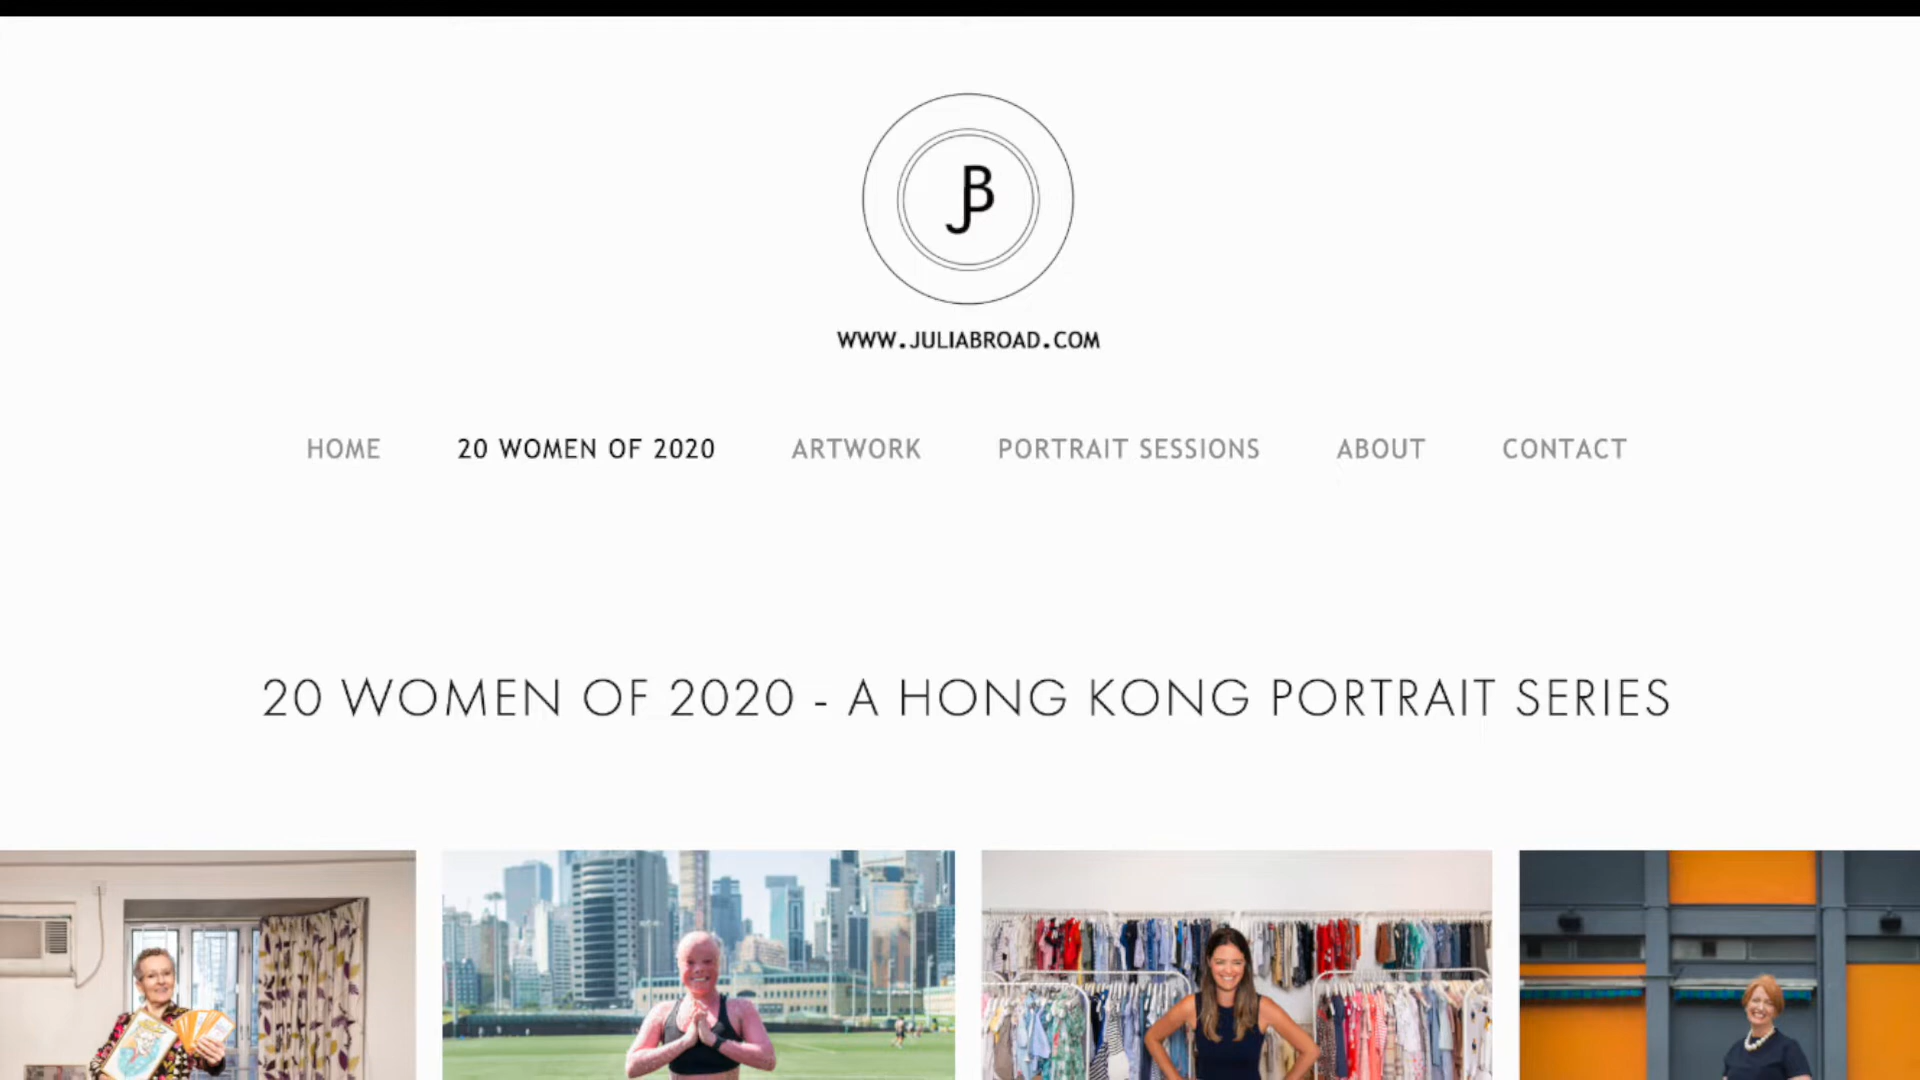 JB
WWW.JULIABROAD.COM
HOME 20 WOMEN OF 2020 ARTWORK PORTRAIT SESSIONS ABOUT CONTACT
20 WOMEN OF 2020 - A HONG KONG PORTRAIT SERIES